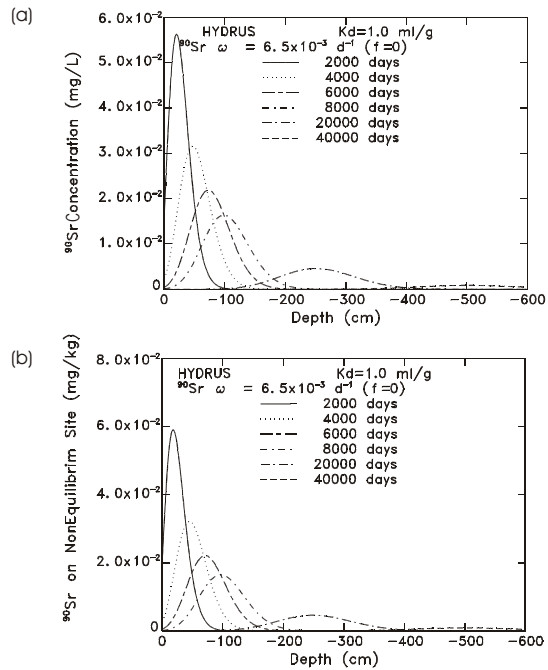 (a)
HYDRUS Kd=1.0 ml/g
⁹⁰Sr ω = 6.5x10⁻³ d⁻¹ (f=0)
2000 days
4000 days
6000 days
8000 days
20000 days
40000 days
⁹⁰Sr Concentration (mg/L)
6.0x10⁻²
5.0x10⁻²
4.0x10⁻²
3.0x10⁻²
2.0x10⁻²
1.0x10⁻²
0
0 -100 -200 -300 -400 -500 -600
Depth (cm)
(b)
HYDRUS Kd=1.0 ml/g
⁹⁰Sr ω = 6.5x10⁻³ d⁻¹ (f=0)
2000 days
4000 days
6000 days
8000 days
20000 days
40000 days
⁹⁰Sr on NonEquilibrim Site (mg/kg)
8.0x10⁻²
6.0x10⁻²
4.0x10⁻²
2.0x10⁻²
0
0 -100 -200 -300 -400 -500 -600
Depth (cm)